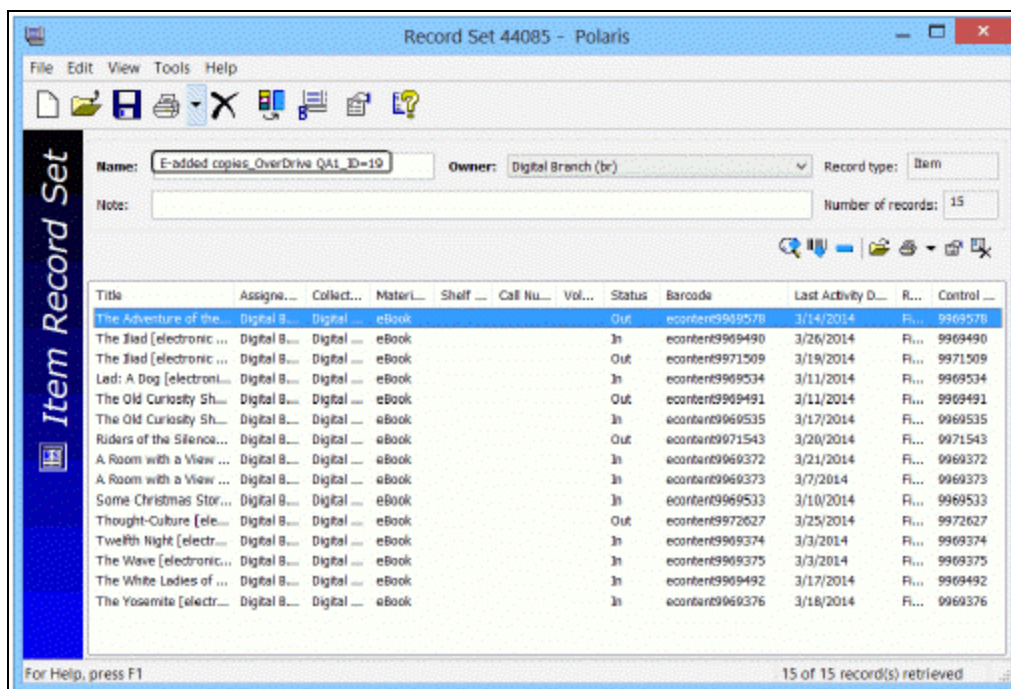 Record Set 44085 - Polaris
File Edit View Tools Help
Item Record Set
Name: E-added copies_OverDrive QA1_ID=19 Owner: Digital Branch (br) Record type: Item
Note: Number of records: 15
Title Assigne... Collect... Materi... Shelf ... Call Nu... Vol... Status Barcode Last Activity D... R... Control ...
The Adventure of the... Digital B... Digital ... eBook Out econtent9969578 3/14/2014 Fi... 9969578
The Iliad [electronic ... Digital B... Digital ... eBook In econtent9969490 3/26/2014 Fi... 9969490
The Iliad [electronic ... Digital B... Digital ... eBook Out econtent9971509 3/19/2014 Fi... 9971509
Lad: A Dog [electroni... Digital B... Digital ... eBook In econtent9969534 3/11/2014 Fi... 9969534
The Old Curiosity Sh... Digital B... Digital ... eBook Out econtent9969491 3/11/2014 Fi... 9969491
The Old Curiosity Sh... Digital B... Digital ... eBook In econtent9969535 3/17/2014 Fi... 9969535
Riders of the Silence... Digital B... Digital ... eBook Out econtent9971543 3/20/2014 Fi... 9971543
A Room with a View ... Digital B... Digital ... eBook In econtent9969372 3/21/2014 Fi... 9969372
A Room with a View ... Digital B... Digital ... eBook In econtent9969373 3/7/2014 Fi... 9969373
Some Christmas Stor... Digital B... Digital ... eBook In econtent9969533 3/10/2014 Fi... 9969533
Thought-Culture [ele... Digital B... Digital ... eBook Out econtent9972627 3/25/2014 Fi... 9972627
Twelfth Night [electr... Digital B... Digital ... eBook In econtent9969374 3/3/2014 Fi... 9969374
The Wave [electronic... Digital B... Digital ... eBook In econtent9969375 3/3/2014 Fi... 9969375
The White Ladies of ... Digital B... Digital ... eBook In econtent9969492 3/17/2014 Fi... 9969492
The Yosemite [electr... Digital B... Digital ... eBook In econtent9969376 3/18/2014 Fi... 9969376
For Help, press F1 15 of 15 record(s) retrieved